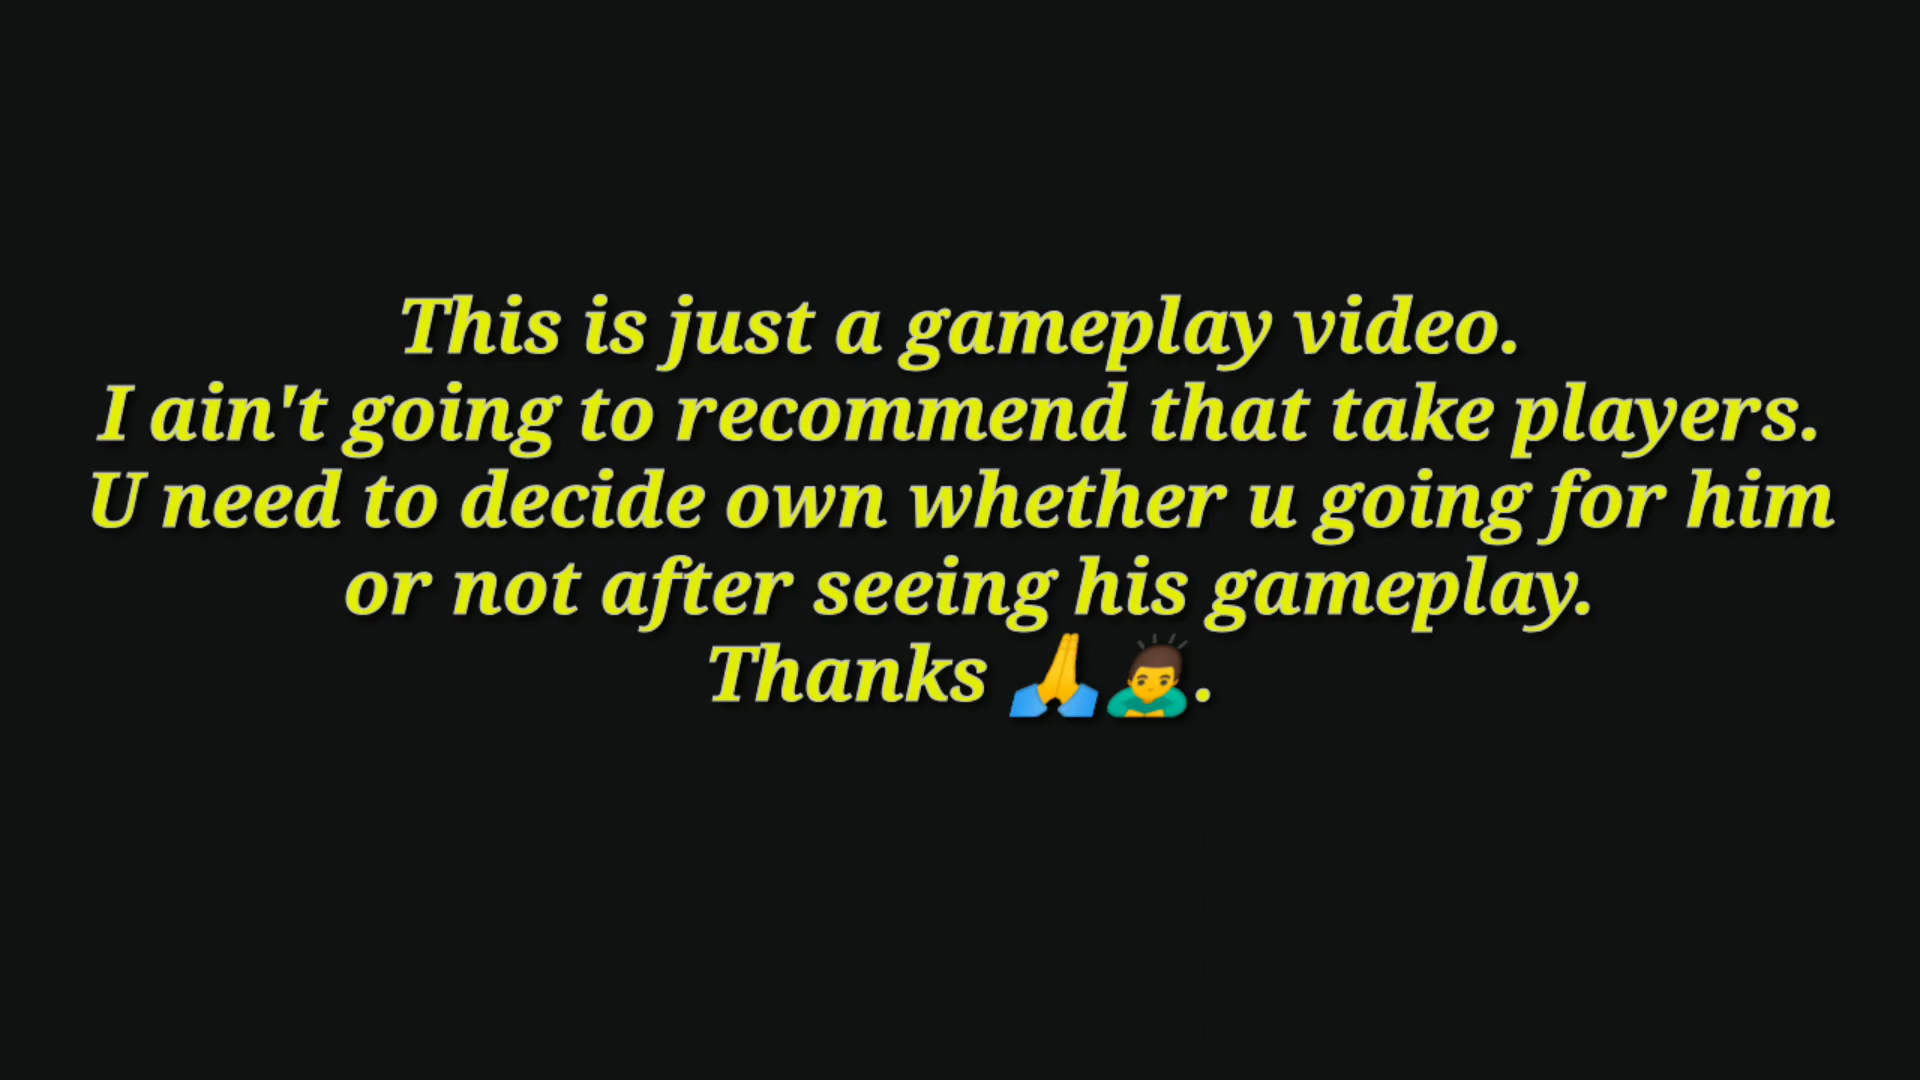 This is just a gameplay video.
I ain't going to recommend that take players.
U need to decide own whether u going for him
or not after seeing his gameplay.
Thanks 🙏🙇‍♂️.